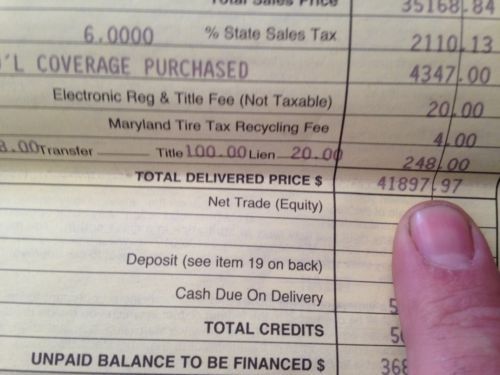 Total Sales Price 35168.84
6.0000 % State Sales Tax 2110.13
'L COVERAGE PURCHASED 4347.00
Electronic Reg & Title Fee (Not Taxable) 20.00
Maryland Tire Tax Recycling Fee 4.00
8.00 Transfer Title 100.00 Lien 20.00 248.00
TOTAL DELIVERED PRICE $ 41897.97
Net Trade (Equity)
Deposit (see item 19 on back)
Cash Due On Delivery
TOTAL CREDITS
UNPAID BALANCE TO BE FINANCED $ 368